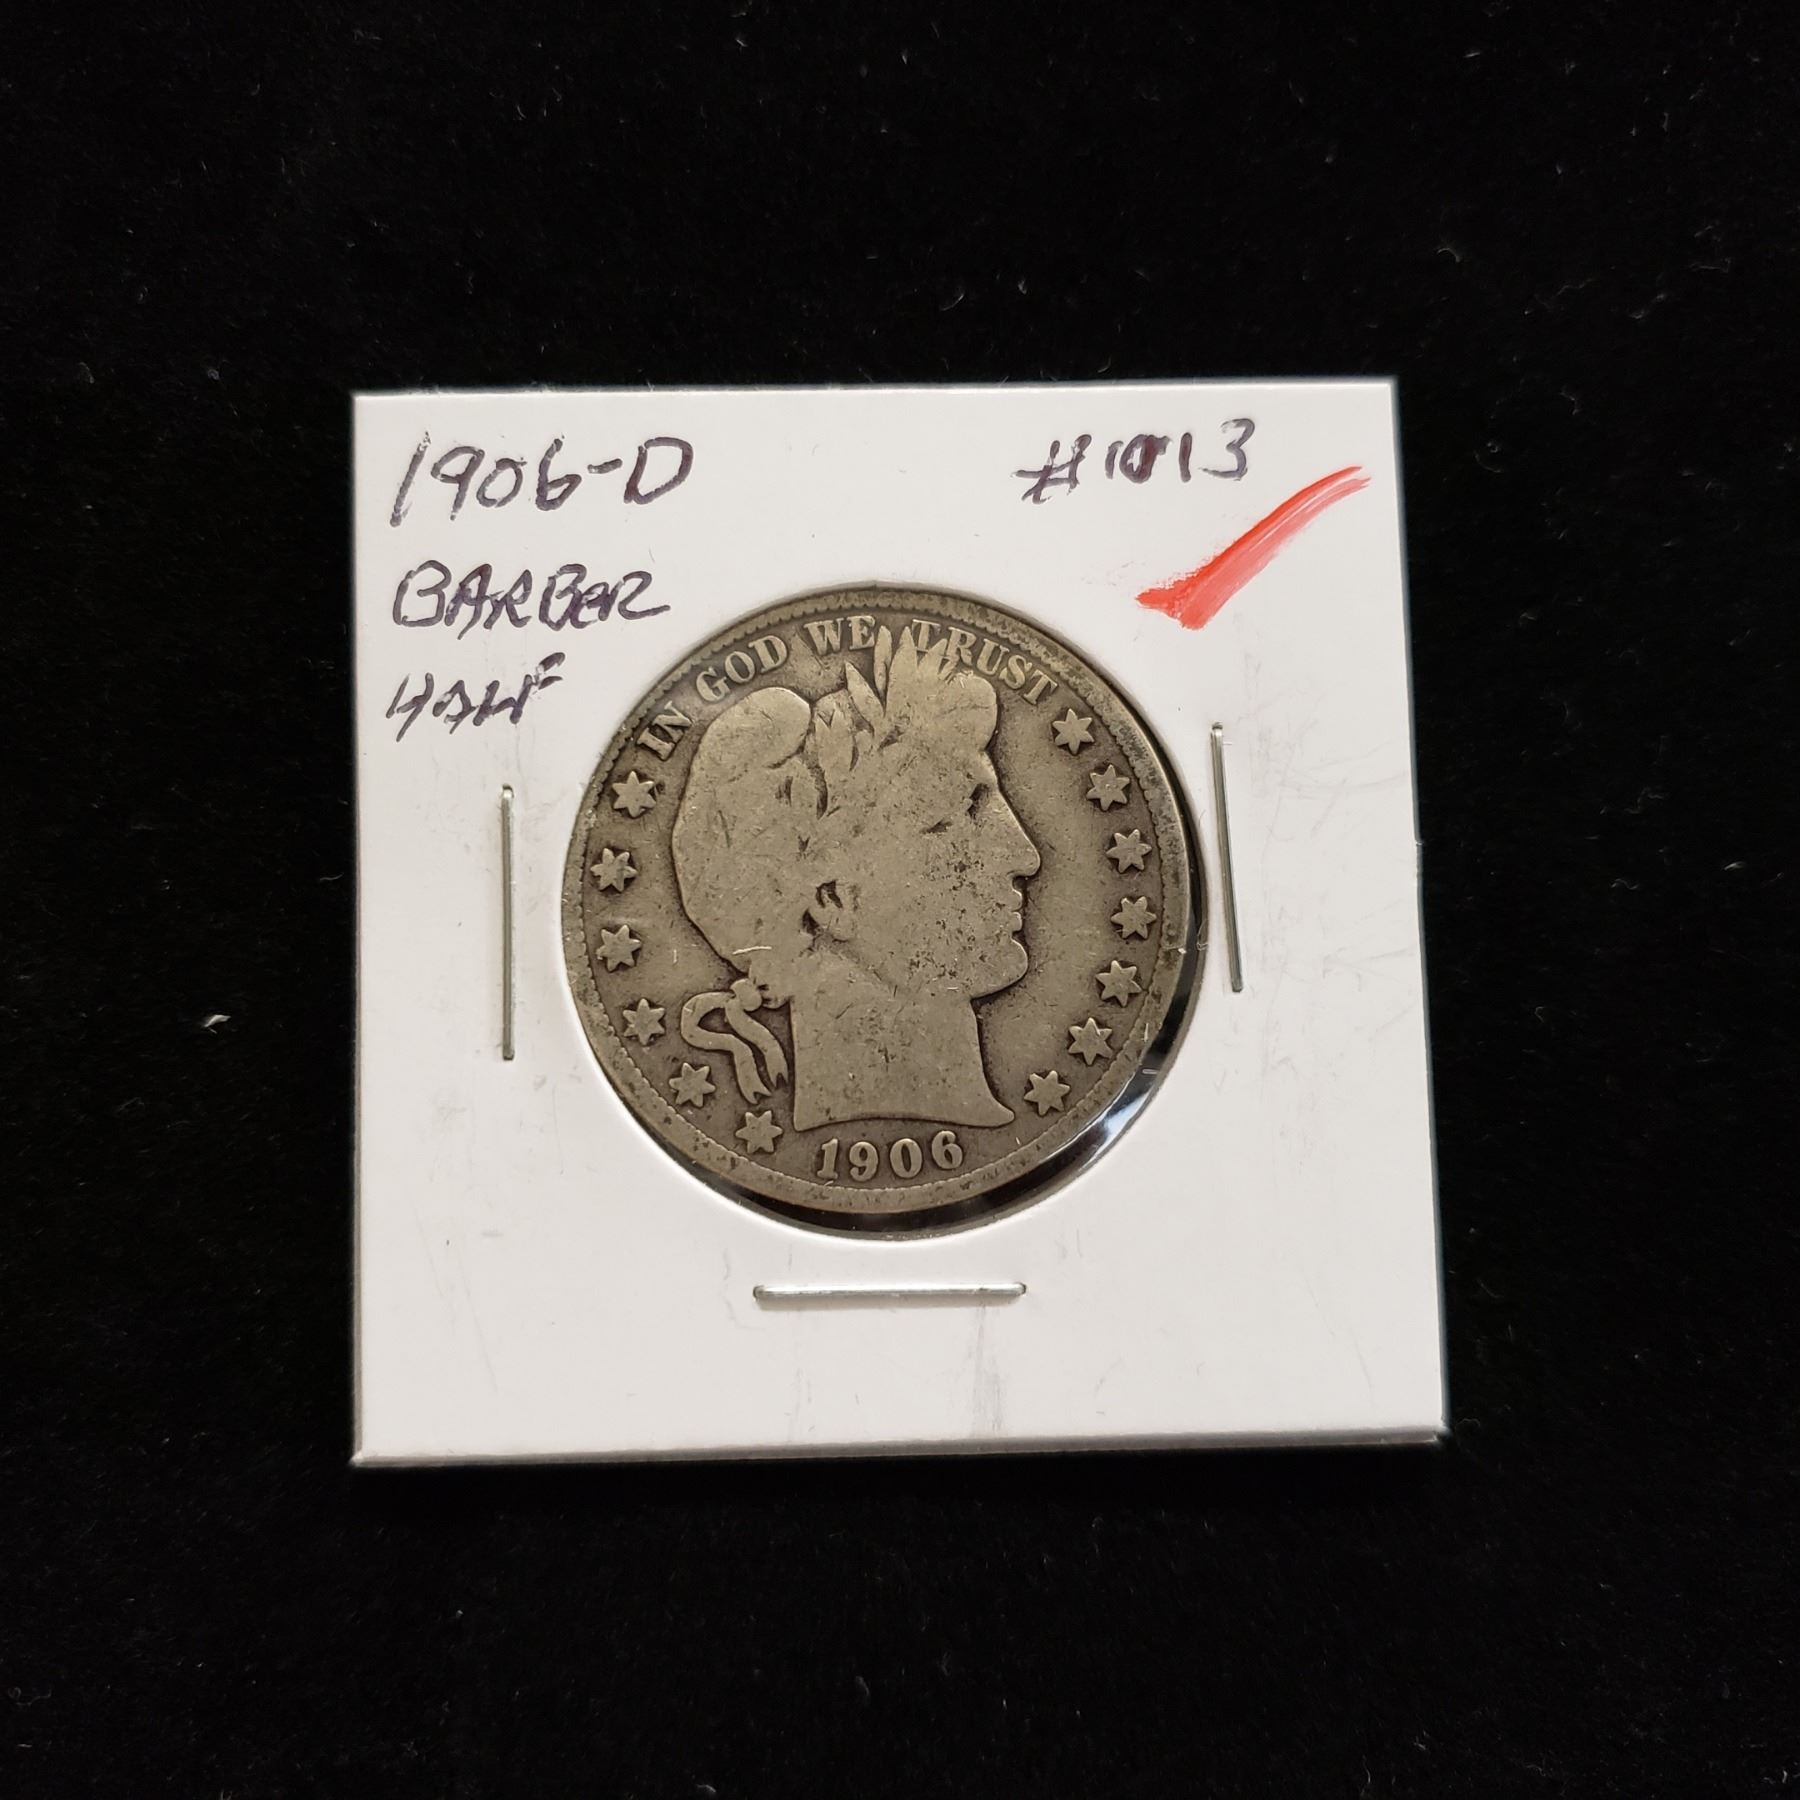 1906-D
#1013
BARBER
HALF
IN GOD WE TRUST
1906